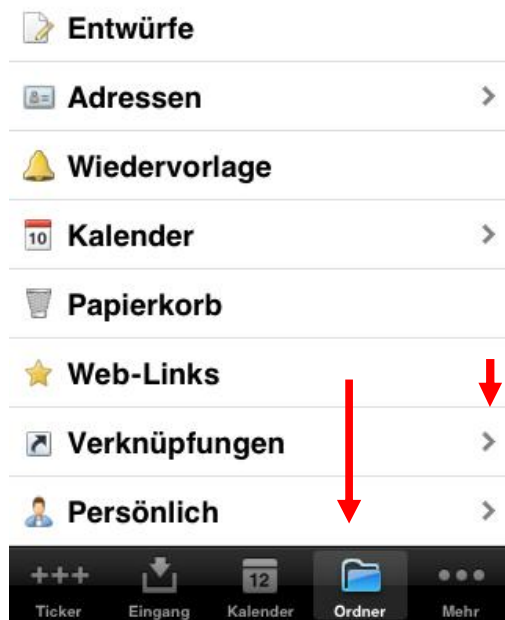 Entwürfe
Adressen
Wiedervorlage
10 Kalender
Papierkorb
Web-Links
Verknüpfungen
Persönlich
+++ 12
Ticker Eingang Kalender Ordner Mehr